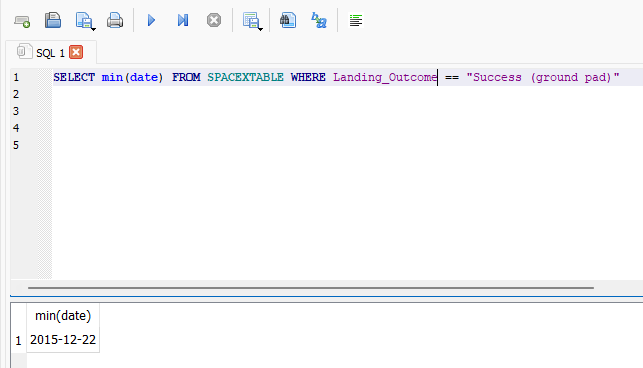 SQL 1
1 SELECT min(date) FROM SPACEXTABLE WHERE Landing_Outcome == "Success (ground pad)"
2
3
4
5
min(date)
1 2015-12-22